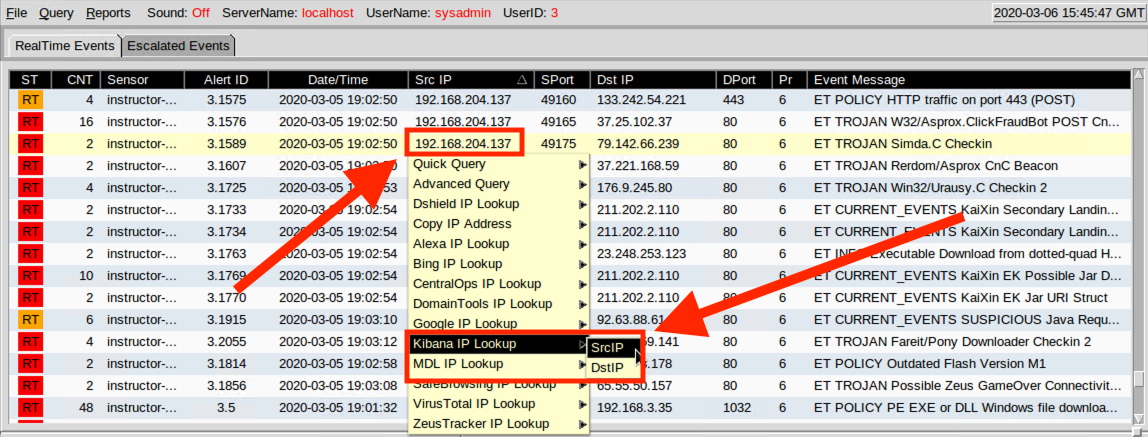 File Query Reports Sound: Off ServerName: localhost UserName: sysadmin UserID: 3 2020-03-06 15:45:47 GMT
RealTime Events Escalated Events
ST CNT Sensor Alert ID Date/Time Src IP SPort Dst IP DPort Pr Event Message
RT 4 instructor-... 3.1575 2020-03-05 19:02:50 192.168.204.137 49160 133.242.54.221 443 6 ET POLICY HTTP traffic on port 443 (POST)
RT 16 instructor-... 3.1576 2020-03-05 19:02:50 192.168.204.137 49165 37.25.102.37 80 6 ET TROJAN W32/Asprox.ClickFraudBot POST Cn...
RT 2 instructor-... 3.1589 2020-03-05 19:02:50 192.168.204.137 49175 79.142.66.239 80 6 ET TROJAN Simda.C Checkin
RT 2 instructor-... 3.1607 2020-03-05 Quick Query 37.221.168.59 80 6 ET TROJAN Rerdom/Asprox CnC Beacon
RT 4 instructor-... 3.1725 2020-03-05 Advanced Query 176.9.245.80 80 6 ET TROJAN Win32/Urausy.C Checkin 2
RT 2 instructor-... 3.1733 2020-03-05 19:02:54 Dshield IP Lookup 211.202.2.110 80 6 ET CURRENT_EVENTS KaiXin Secondary Landin...
RT 2 instructor-... 3.1734 2020-03-05 19:02:54 Copy IP Address 211.202.2.110 80 6 ET CURRENT_EVENTS KaiXin Secondary Landin...
RT 2 instructor-... 3.1763 2020-03-05 19:02:54 Alexa IP Lookup 23.248.253.123 80 6 ET INFO Executable Download from dotted-quad H...
RT 10 instructor-... 3.1769 2020-03-05 19:02:54 Bing IP Lookup 211.202.2.110 80 6 ET CURRENT_EVENTS KaiXin EK Possible Jar D...
CentralOps IP Lookup
RT 2 instructor-... 3.1770 2020-03-05 19:02:54 DomainTools IP Lookup 211.202.2.110 80 6 ET CURRENT_EVENTS KaiXin EK Jar URI Struct
RT 6 instructor-... 3.1915 2020-03-05 19:03:10 Google IP Lookup 92.63.88.61 80 6 ET CURRENT_EVENTS SUSPICIOUS Java Requ...
RT 4 instructor-... 3.2055 2020-03-05 19:03:12 Kibana IP Lookup SrcIP 80 6 ET TROJAN Fareit/Pony Downloader Checkin 2
RT 2 instructor-... 3.1814 2020-03-05 19:02:58 MDL IP Lookup DstIP 80 6 ET POLICY Outdated Flash Version M1
RT 2 instructor-... 3.1856 2020-03-05 19:03:08 SafeBrowsing IP Lookup 65.55.50.157 80 6 ET TROJAN Possible Zeus GameOver Connectivit...
RT 48 instructor-... 3.5 2020-03-05 19:01:32 VirusTotal IP Lookup 192.168.3.35 1032 6 ET POLICY PE EXE or DLL Windows file downloa...
ZeusTracker IP Lookup